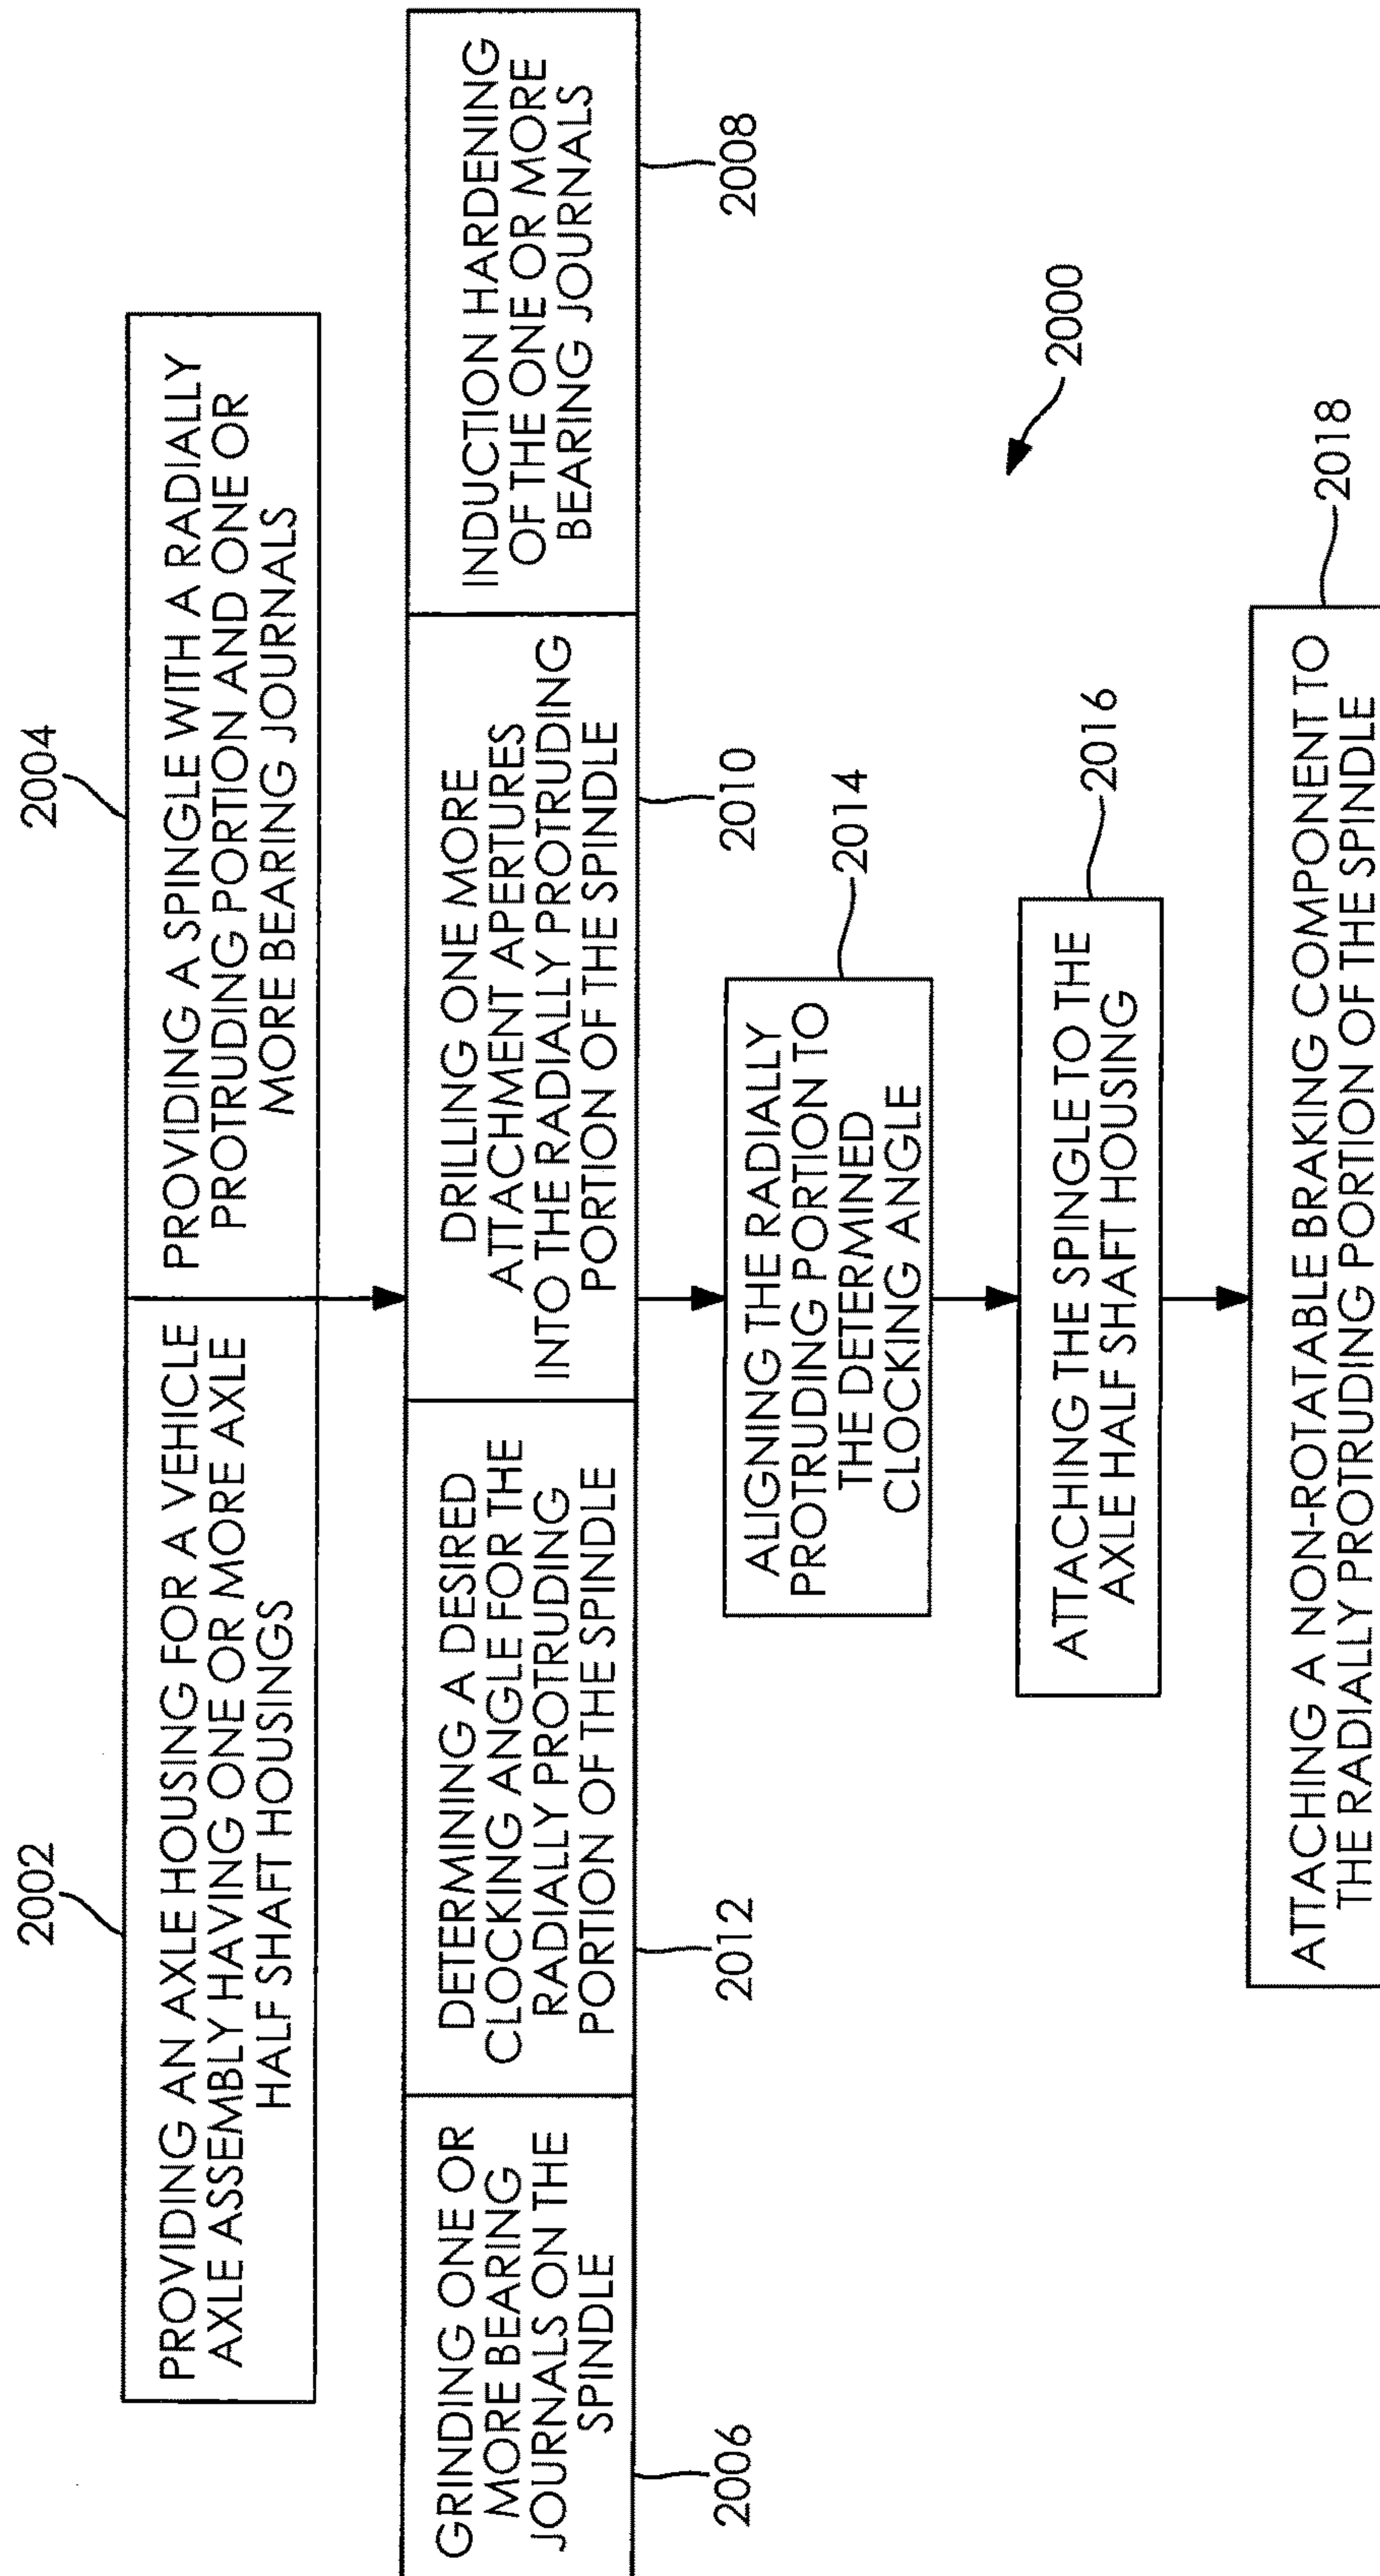 2002
PROVIDING AN AXLE HOUSING FOR A VEHICLE
AXLE ASSEMBLY HAVING ONE OR MORE AXLE
HALF SHAFT HOUSINGS
2004
PROVIDING A SPINGLE WITH A RADIALLY
PROTRUDING PORTION AND ONE OR
MORE BEARING JOURNALS
GRINDING ONE OR
MORE BEARING
JOURNALS ON THE
SPINDLE
2006
DETERMINING A DESIRED
CLOCKING ANGLE FOR THE
RADIALLY PROTRUDING
PORTION OF THE SPINDLE
2012
DRILLING ONE MORE
ATTACHMENT APERTURES
INTO THE RADIALLY PROTRUDING
PORTION OF THE SPINDLE
2010
INDUCTION HARDENING
OF THE ONE OR MORE
BEARING JOURNALS
2008
ALIGNING THE RADIALLY
PROTRUDING PORTION TO
THE DETERMINED
CLOCKING ANGLE
2014
ATTACHING THE SPINGLE TO THE
AXLE HALF SHAFT HOUSING
2016
2000
ATTACHING A NON-ROTATABLE BRAKING COMPONENT TO
THE RADIALLY PROTRUDING PORTION OF THE SPINDLE
2018